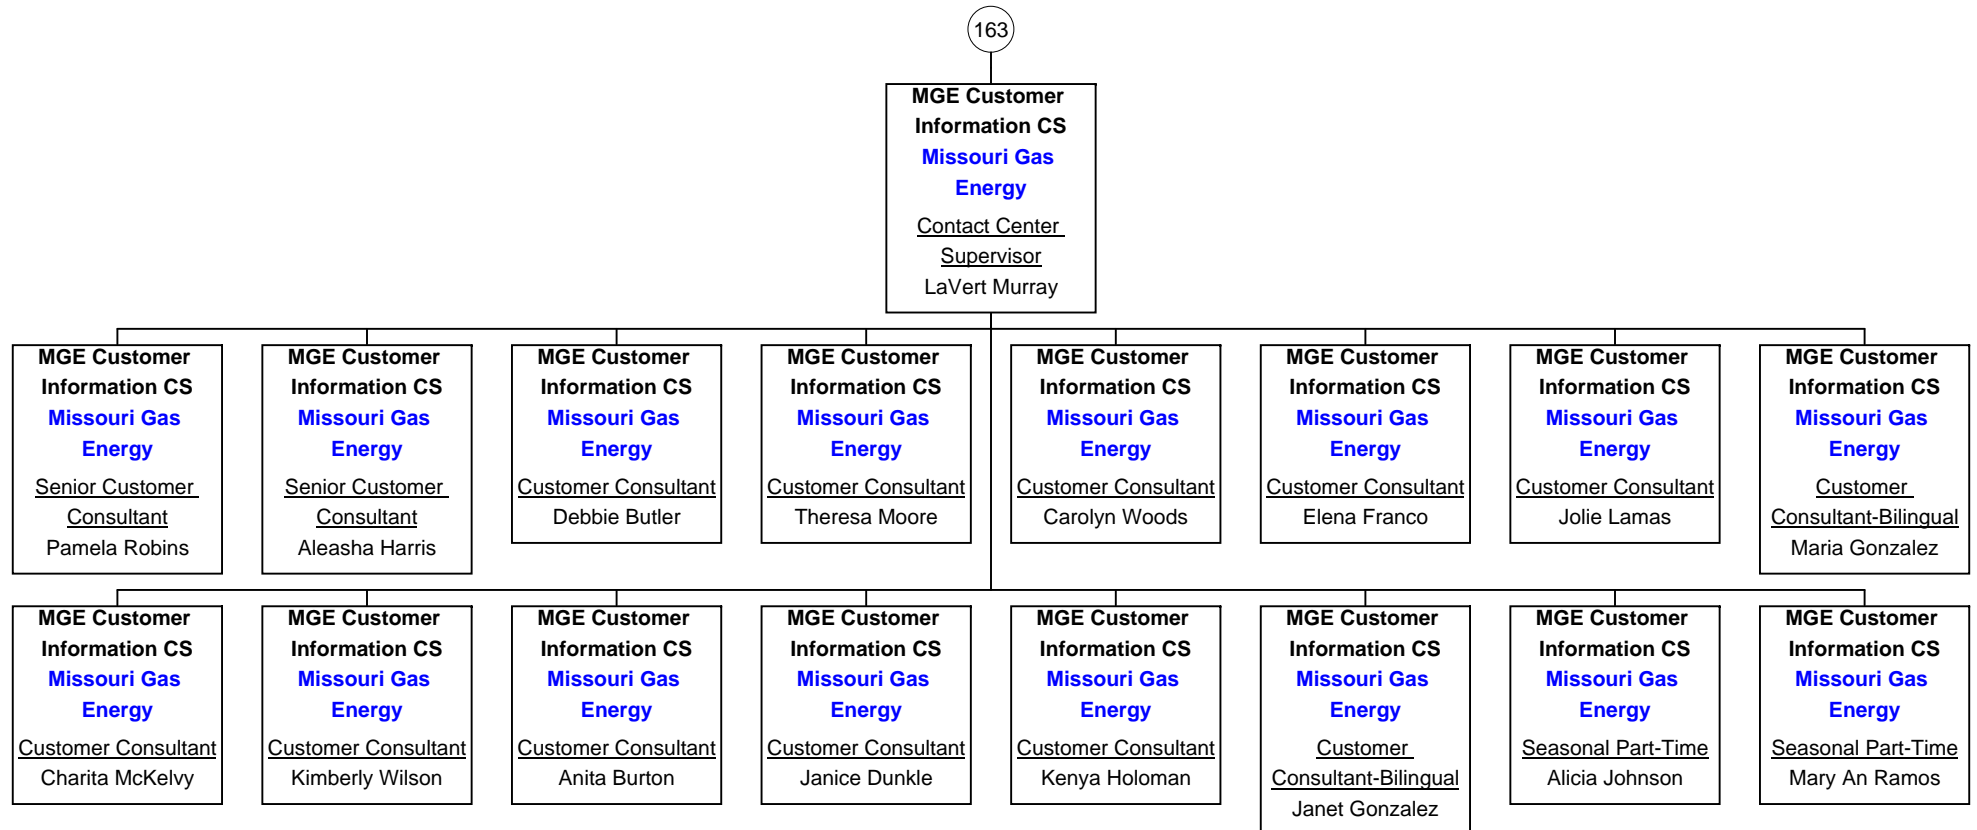 163
MGE Customer
Information CS
Missouri Gas
Energy
Contact Center
Supervisor
LaVert Murray
MGE Customer
Information CS
Missouri Gas
Energy
Senior Customer
Consultant
Pamela Robins
MGE Customer
Information CS
Missouri Gas
Energy
Senior Customer
Consultant
Aleasha Harris
MGE Customer
Information CS
Missouri Gas
Energy
Customer Consultant
Debbie Butler
MGE Customer
Information CS
Missouri Gas
Energy
Customer Consultant
Theresa Moore
MGE Customer
Information CS
Missouri Gas
Energy
Customer Consultant
Carolyn Woods
MGE Customer
Information CS
Missouri Gas
Energy
Customer Consultant
Elena Franco
MGE Customer
Information CS
Missouri Gas
Energy
Customer Consultant
Jolie Lamas
MGE Customer
Information CS
Missouri Gas
Energy
Customer
Consultant-Bilingual
Maria Gonzalez
MGE Customer
Information CS
Missouri Gas
Energy
Customer Consultant
Charita McKelvy
MGE Customer
Information CS
Missouri Gas
Energy
Customer Consultant
Kimberly Wilson
MGE Customer
Information CS
Missouri Gas
Energy
Customer Consultant
Anita Burton
MGE Customer
Information CS
Missouri Gas
Energy
Customer Consultant
Janice Dunkle
MGE Customer
Information CS
Missouri Gas
Energy
Customer Consultant
Kenya Holoman
MGE Customer
Information CS
Missouri Gas
Energy
Customer
Consultant-Bilingual
Janet Gonzalez
MGE Customer
Information CS
Missouri Gas
Energy
Seasonal Part-Time
Alicia Johnson
MGE Customer
Information CS
Missouri Gas
Energy
Seasonal Part-Time
Mary An Ramos